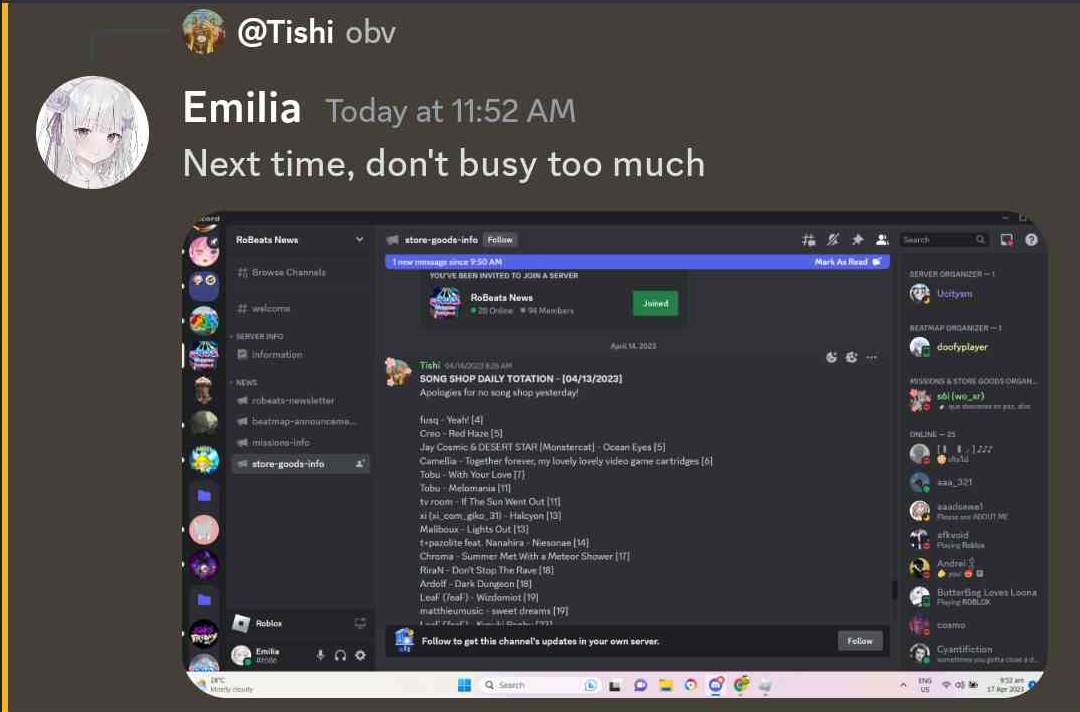 @Tishi obv
Emilia Today at 11:52 AM
Next time, don't busy too much
RoBeats News
Browse Channels
welcome
SERVER INFO
information
NEWS
robeats-newsletter
beatmap-announceme...
missions-info
store-goods-info
Roblox
Emilia
28°C
Mostly cloudy
store-goods-info Follow
Search
1 new message since 9:50 AM Mark As Read
YOU'VE BEEN INVITED TO JOIN A SERVER
RoBeats News
28 Online 94 Members
Joined
April 14, 2023
Tishi 04/14/2023 8:26 AM
SONG SHOP DAILY TOTATION - [04/13/2023]
Apologies for no song shop yesterday!
fusq - Yeah! [4]
Creo - Red Haze [5]
Jay Cosmic & DESERT STAR [Monstercat] - Ocean Eyes [5]
Camellia - Together forever, my lovely lovely video game cartridges [6]
Tobu - With Your Love [7]
Tobu - Melomania [11]
tv room - If The Sun Went Out [11]
xi (xi_com_giko_31) - Halcyon [13]
Maliboux - Lights Out [13]
t+pazolite feat. Nanahira - Niesonae [14]
Chroma - Summer Met With a Meteor Shower [17]
RiraN - Don't Stop The Rave [18]
Ardolf - Dark Dungeon [18]
Leaf (/eaF) - Wizdomiot [19]
matthieumusic - sweet dreams [19]
Follow to get this channel's updates in your own server.
Follow
SERVER ORGANIZER — 1
Ucitysm
BEATMAP ORGANIZER — 1
doofyplayer
MISSIONS & STORE GOODS ORGAN...
sói (wo_xr)
que descanse en paz, dise
ONLINE — 25
aaa_321
aaadsewe1
Please see ABOUT ME
afkvoid
Playing Roblox
Andrei
you!
ButterBng Loves Loona
Playing ROBLOX
cosmo
Cyantifiction
sometimes you gotta close a d...
Search
ENG
US
9:52 am
17 Apr 2023